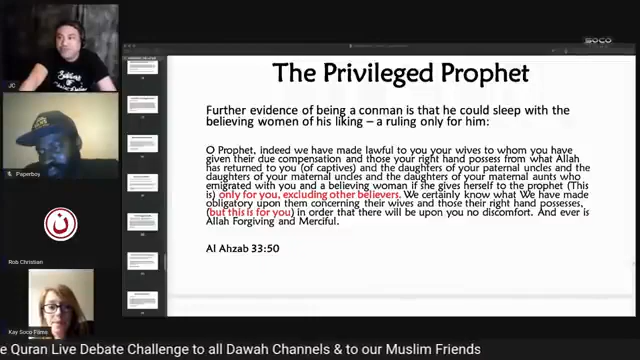 SOCO
The Privileged Prophet
Further evidence of being a conman is that he could sleep with the
believing women of his liking – a ruling only for him:
O Prophet, indeed we have made lawful to you your wives to whom you have
given their due compensation and those your right hand possess from what Allah
has returned to you (of captives) and the daughters of your paternal uncles and the
daughters of your maternal uncles and the daughters of your maternal aunts who
emigrated with you and a believing woman if she gives herself to the prophet (This
is) only for you, excluding other believers. We certainly know what We have made
obligatory upon them concerning their wives and those their right hand possesses,
(but this is for you) in order that there will be upon you no discomfort. And ever is
Allah Forgiving and Merciful.
Al Ahzab 33:50
JC
Paperboy
ن
Rob Christian
Kay Soco Films
e Quran Live Debate Challenge to all Dawah Channels & to our Muslim Friends